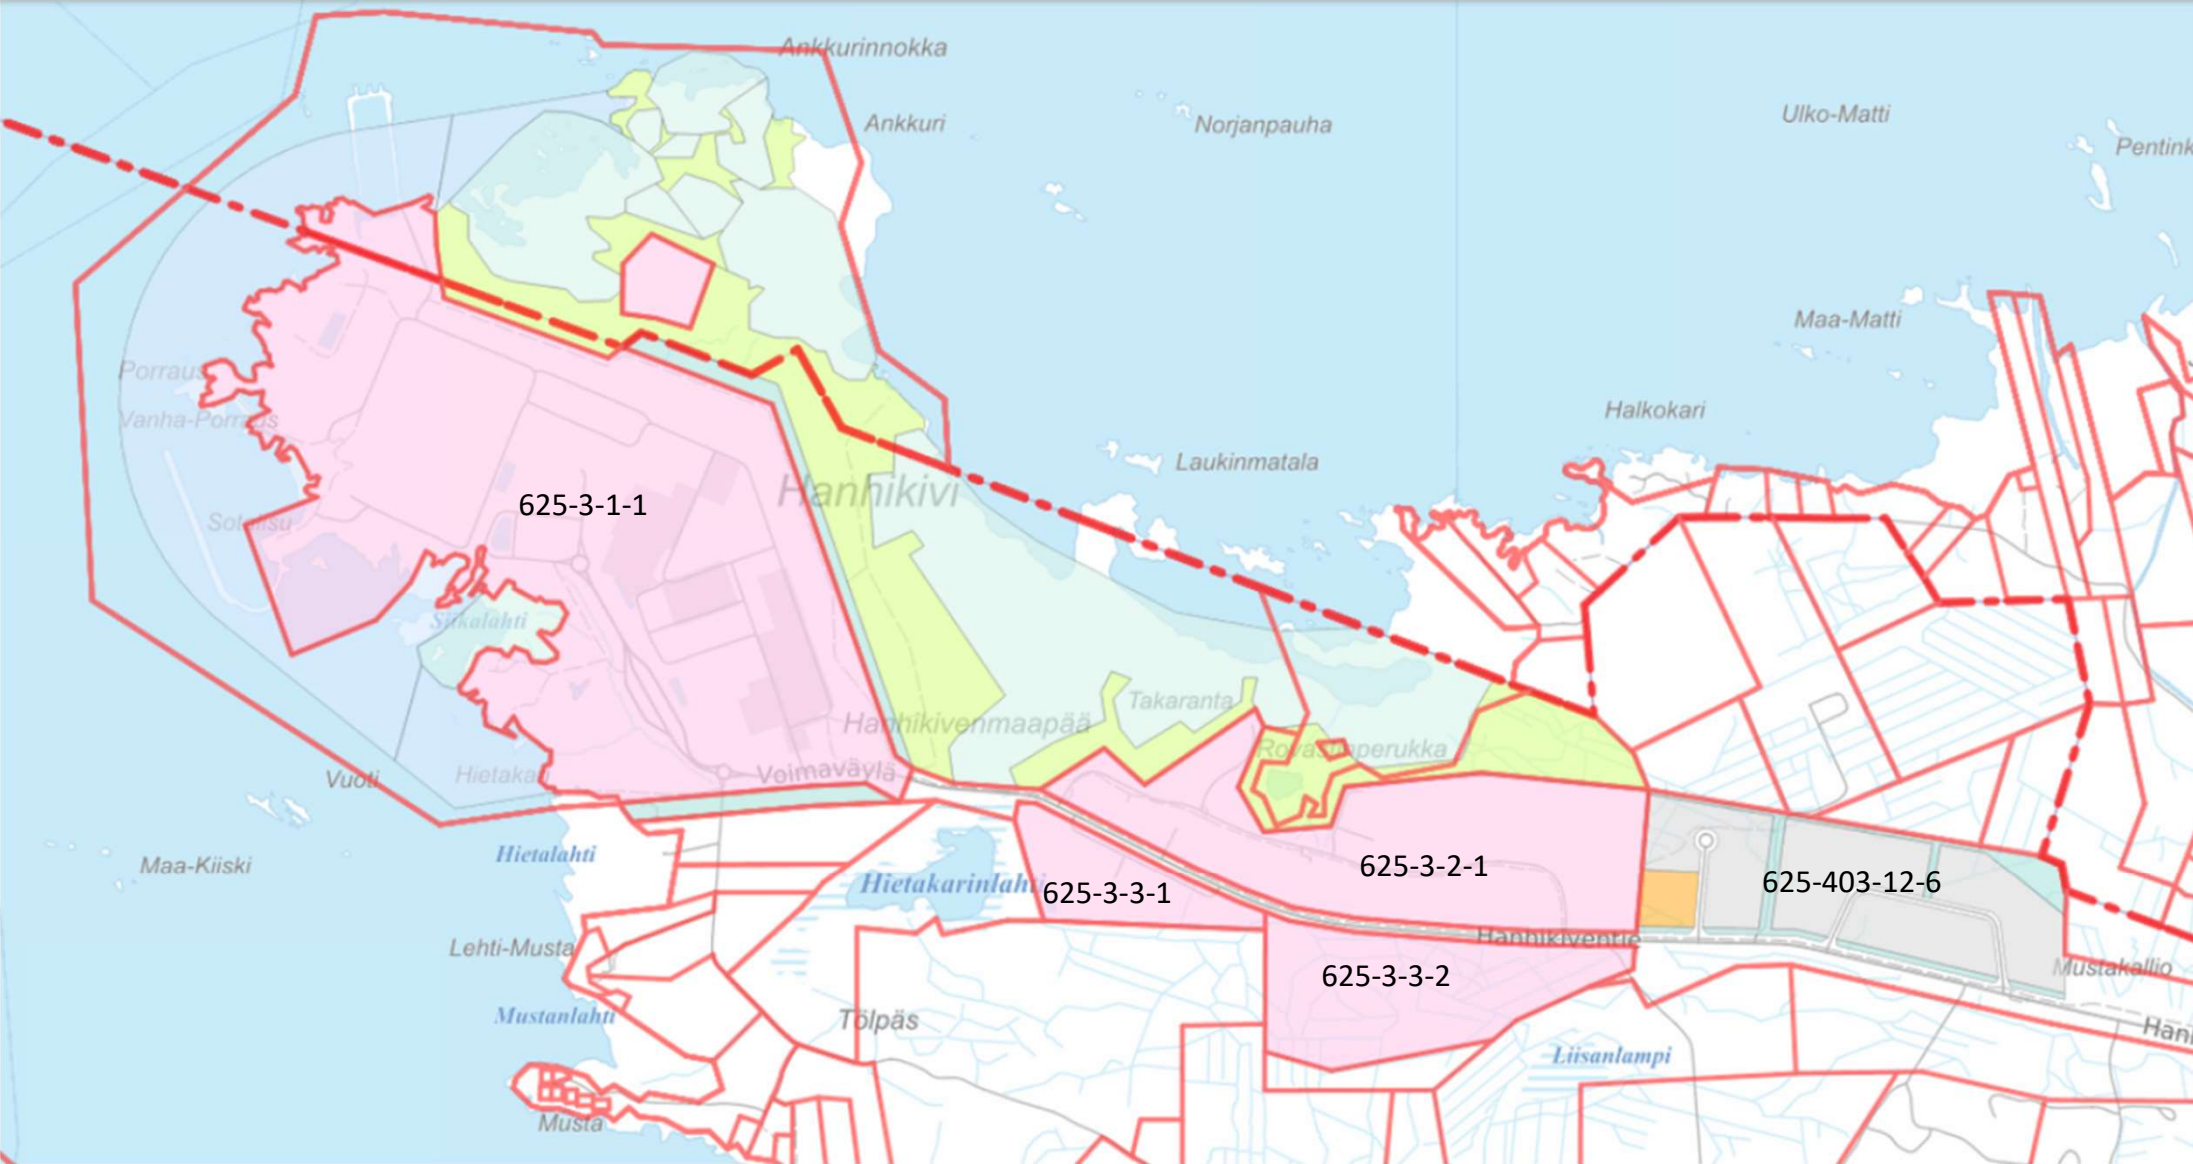 Ankkurinnokka
Ankkuri
Norjanpauha
Ulko-Matti
Pentink
Maa-Matti
Porraus
Vanha-Porraus
Halkokari
Laukinmatala
Hanhikivi
625-3-1-1
Siikalahti
Takaranta
Hanhikivenmaapää
Vuoti
Hietakari
Voimaväylä
Hietalahti
Maa-Kiiski
Hietakarinlahti
625-3-3-1
625-3-2-1
625-403-12-6
Hanhikiventie
Lehti-Musta
625-3-3-2
Mustakallio
Mustanlahti
Tölpäs
Hanl
Liisanlampi
Musta